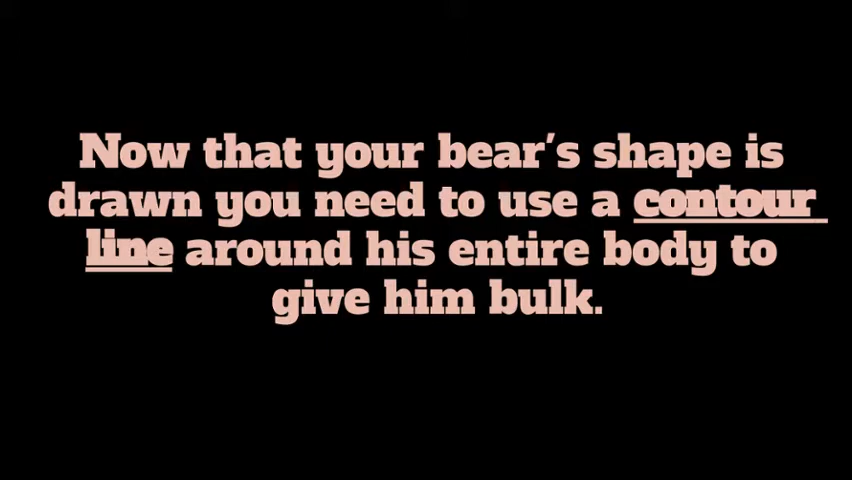 Now that your bear's shape is
drawn you need to use a contour
line around his entire body to
give him bulk.